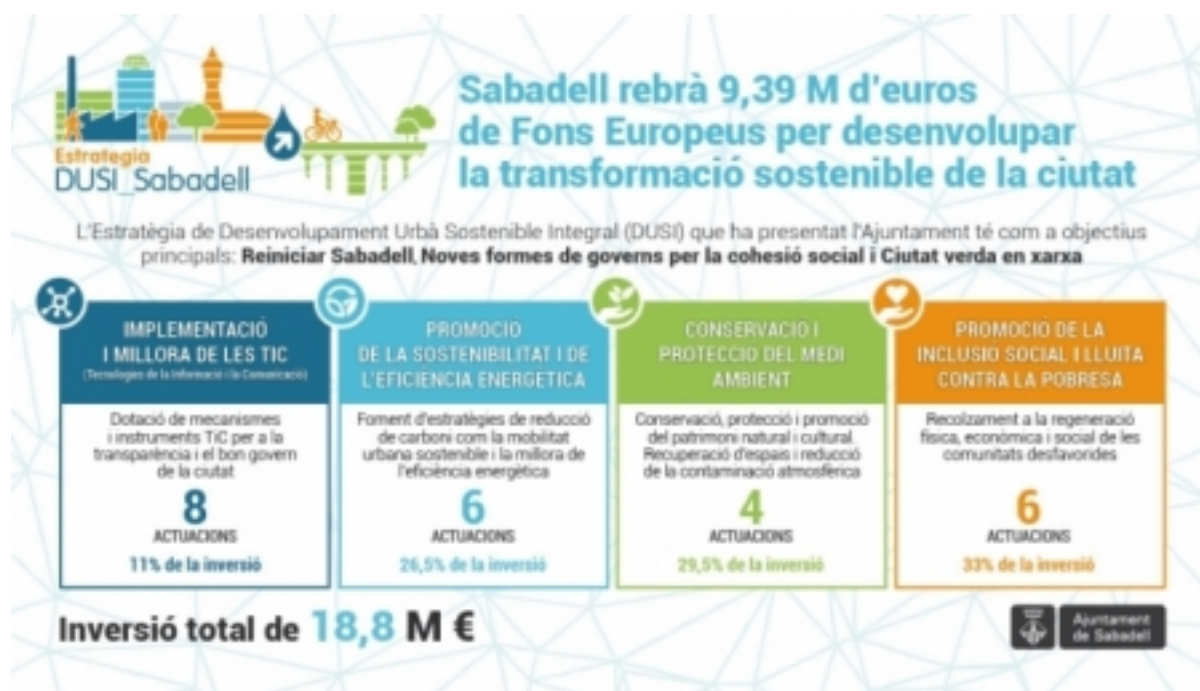 Sabadell rebrà 9,39 M d'euros
de Fons Europeus per desenvolupar
la transformació sostenible de la ciutat
Estrategia
DUSI_Sabadell
L'Estratègia de Desenvolupament Urbà Sostenible Integral (DUSI) que ha presentat l'Ajuntament té com a objectius
principals: Reiniciar Sabadell, Noves formes de governs per la cohesió social i Ciutat verda en xarxa
IMPLEMENTACIÓ
I MILLORA DE LES TIC
(Tecnologies de la Informació i la Comunicació)
Dotació de mecanismes
i instruments TiC per a la
transparència i el bon govern
de la ciutat
8
ACTUACIONS
11% de la inversió
PROMOCIÓ
DE LA SOSTENIBILITAT I DE
L'EFICIÈNCIA ENERGÈTICA
Foment d'estratègies de reducció
de carboni com la mobilitat
urbana sostenible i la millora de
l'eficiència energètica
6
ACTUACIONS
26,5% de la inversió
CONSERVACIÓ I
PROTECCIO DEL MEDI
AMBIENT
Conservació, protecció i promoció
del patrimoni natural i cultural.
Recuperació d'espais i reducció
de la contaminació atmosfèrica
4
ACTUACIONS
29,5% de la inversió
PROMOCIÓ DE LA
INCLUSIO SOCIAL I LLUITA
CONTRA LA POBRESA
Recolzament a la regeneració
física, econòmica i social de les
comunitats desfavorides
6
ACTUACIONS
33% de la inversió
Inversió total de 18,8 M €
Ajuntament
de Sabadell